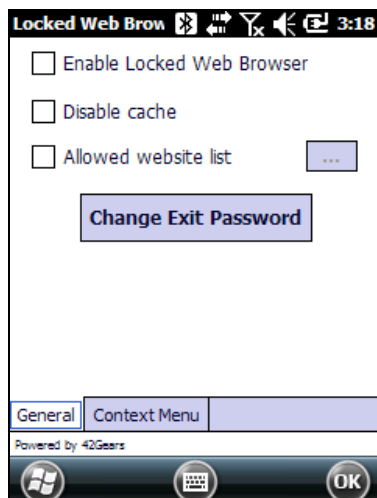 Locked Web Brow 3:18
Enable Locked Web Browser
Disable cache
Allowed website list ...
Change Exit Password
General Context Menu
Powered by 42Gears
OK